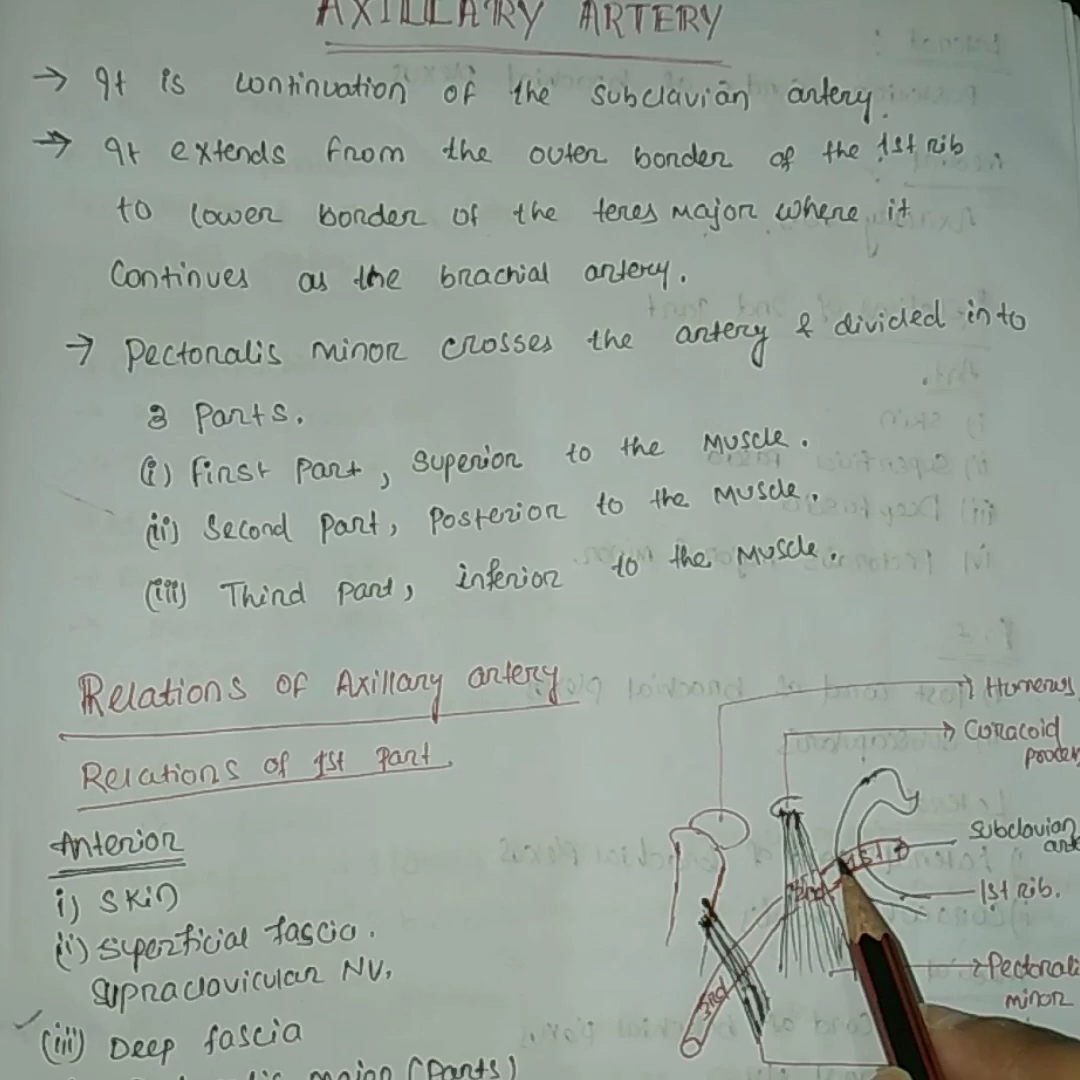 AXILLARY ARTERY
→ It is continuation of the subclavian artery.
→ It extends from the outer border of the 1st rib
to lower border of the teres major where it
continues as the brachial artery.
→ Pectoralis minor crosses the artery & divided into
3 parts.
(i) First part, superior to the muscle.
(ii) Second part, posterior to the muscle.
(iii) Third part, inferior to the muscle.
Relations of Axillary artery
Relations of 1st part.
Anterior
i) Skin
(ii) Superficial fascia.
Supraclavicular NV.
(iii) Deep fascia
major (Parts)
Humerus
Coracoid
proces
Subclavian
art
1st rib.
Pectorali
minor
1st
2nd
3rd